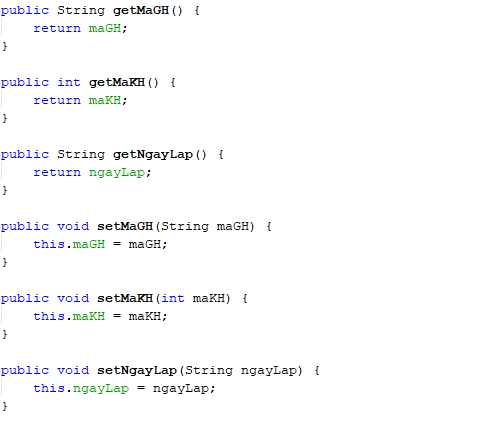 public String getMaGH() {
    return maGH;
}

public int getMaKH() {
    return maKH;
}

public String getNgayLap() {
    return ngayLap;
}

public void setMaGH(String maGH) {
    this.maGH = maGH;
}

public void setMaKH(int maKH) {
    this.maKH = maKH;
}

public void setNgayLap(String ngayLap) {
    this.ngayLap = ngayLap;
}